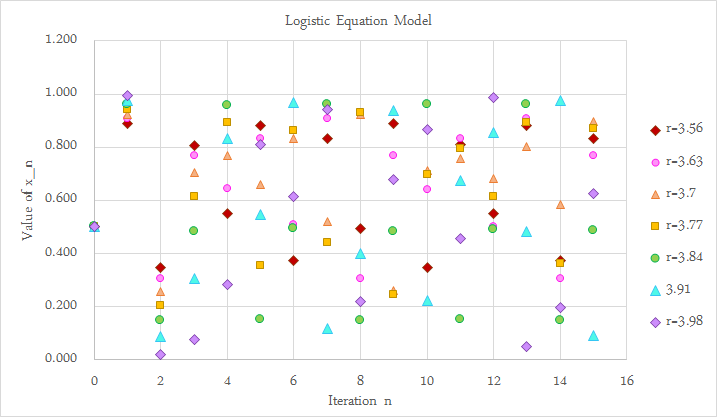 Logistic Equation Model
1.200
1.000
0.800
0.600
0.400
0.200
0.000
Value of x_n
0 2 4 6 8 10 12 14 16
Iteration n
r=3.56
r=3.63
r=3.7
r=3.77
r=3.84
3.91
r=3.98